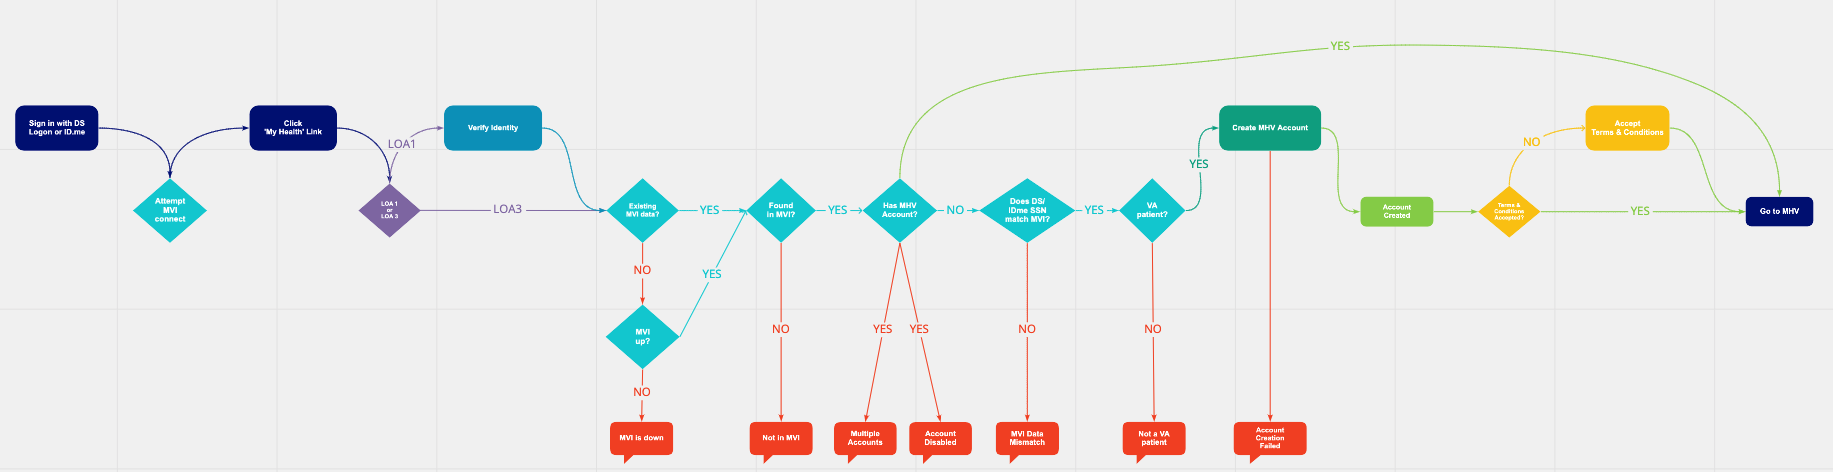 YES
Sign in with DS
Logon or ID.me
Click
'My Health' Link
Verify Identity
Create MHV Account
Accept
Terms & Conditions
LOA1
NO
YES
Attempt
MVI
connect
LOA 1
or
LOA 3
LOA3
Existing
MVI data?
YES
Found
in MVI?
YES
Has MHV
Account?
NO
Does DS/
IDme SSN
match MVI?
YES
VA
patient?
Account
Created
Terms &
Conditions
Accepted?
YES
Go to MHV
NO
YES
MVI
up?
NO
YES
YES
NO
NO
NO
MVI is down
Not in MVI
Multiple
Accounts
Account
Disabled
MVI Data
Mismatch
Not a VA
patient
Account
Creation
Failed